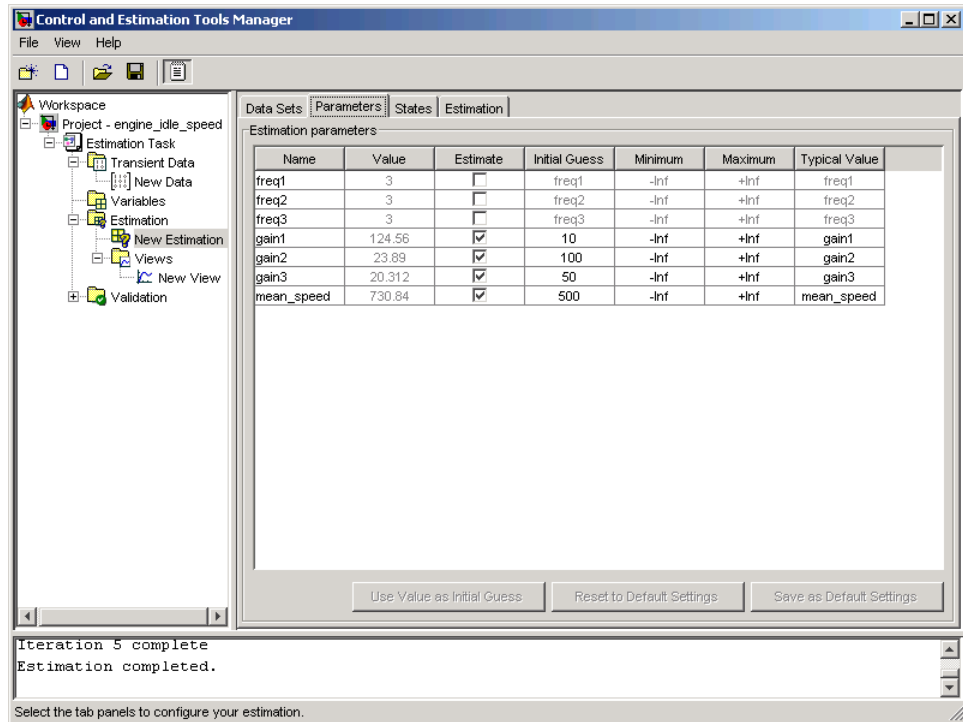 Control and Estimation Tools Manager
File View Help
Workspace
Project - engine_idle_speed
Estimation Task
Transient Data
New Data
Variables
Estimation
New Estimation
Views
New View
Validation
Data Sets Parameters States Estimation
Estimation parameters
Name Value Estimate Initial Guess Minimum Maximum Typical Value
freq1 3 freq1 -Inf +Inf freq1
freq2 3 freq2 -Inf +Inf freq2
freq3 3 freq3 -Inf +Inf freq3
gain1 124.56 10 -Inf +Inf gain1
gain2 23.89 100 -Inf +Inf gain2
gain3 20.312 50 -Inf +Inf gain3
mean_speed 730.84 500 -Inf +Inf mean_speed
Use Value as Initial Guess Reset to Default Settings Save as Default Settings
Iteration 5 complete
Estimation completed.
Select the tab panels to configure your estimation.